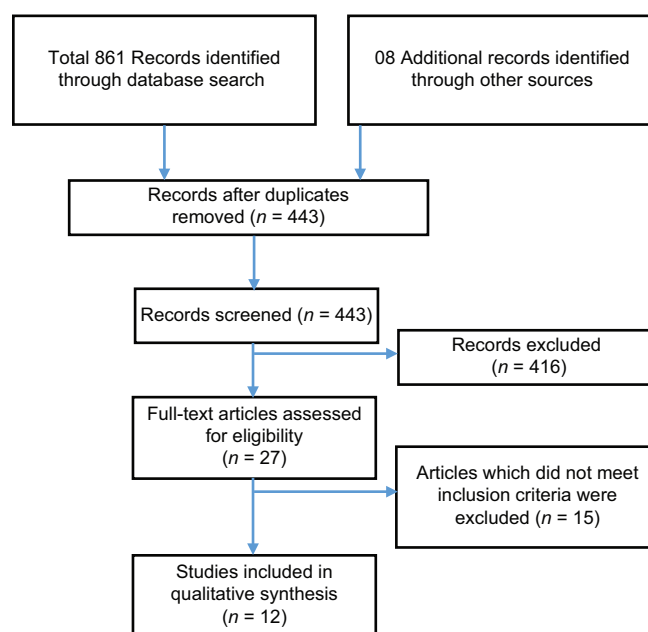 Total 861 Records identified
through database search
08 Additional records identified
through other sources
Records after duplicates
removed (n = 443)
Records screened (n = 443)
Records excluded
(n = 416)
Full-text articles assessed
for eligibility
(n = 27)
Articles which did not meet
inclusion criteria were
excluded (n = 15)
Studies included in
qualitative synthesis
(n = 12)